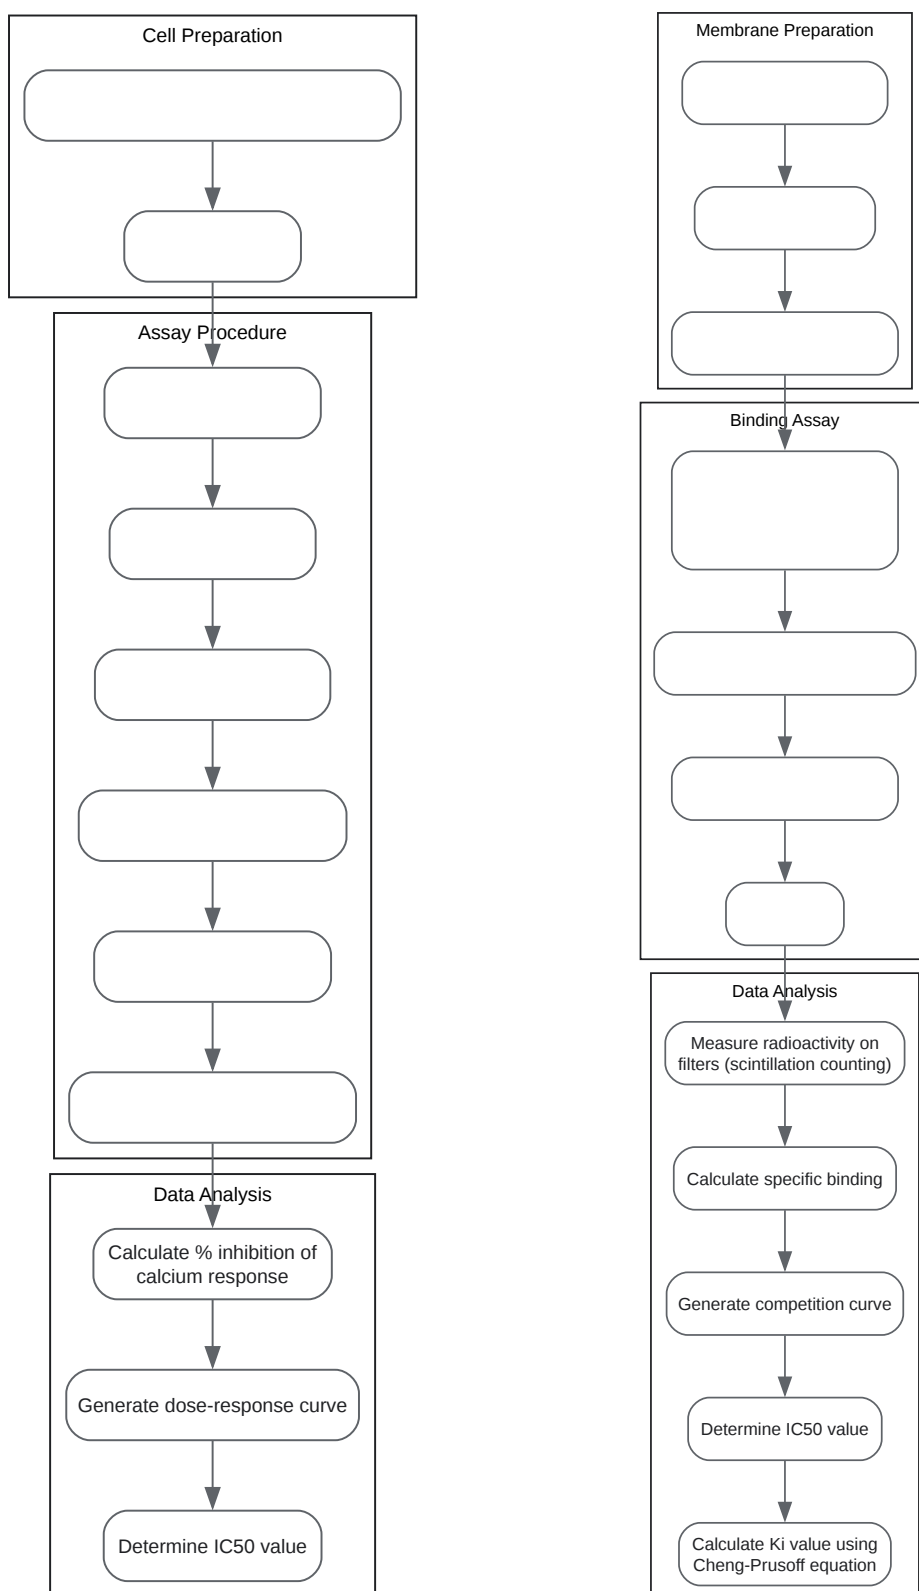 Cell Preparation
Assay Procedure
Data Analysis
Calculate % inhibition of
calcium response
Generate dose-response curve
Determine IC50 value
Membrane Preparation
Binding Assay
Data Analysis
Measure radioactivity on
filters (scintillation counting)
Calculate specific binding
Generate competition curve
Determine IC50 value
Calculate Ki value using
Cheng-Prusoff equation